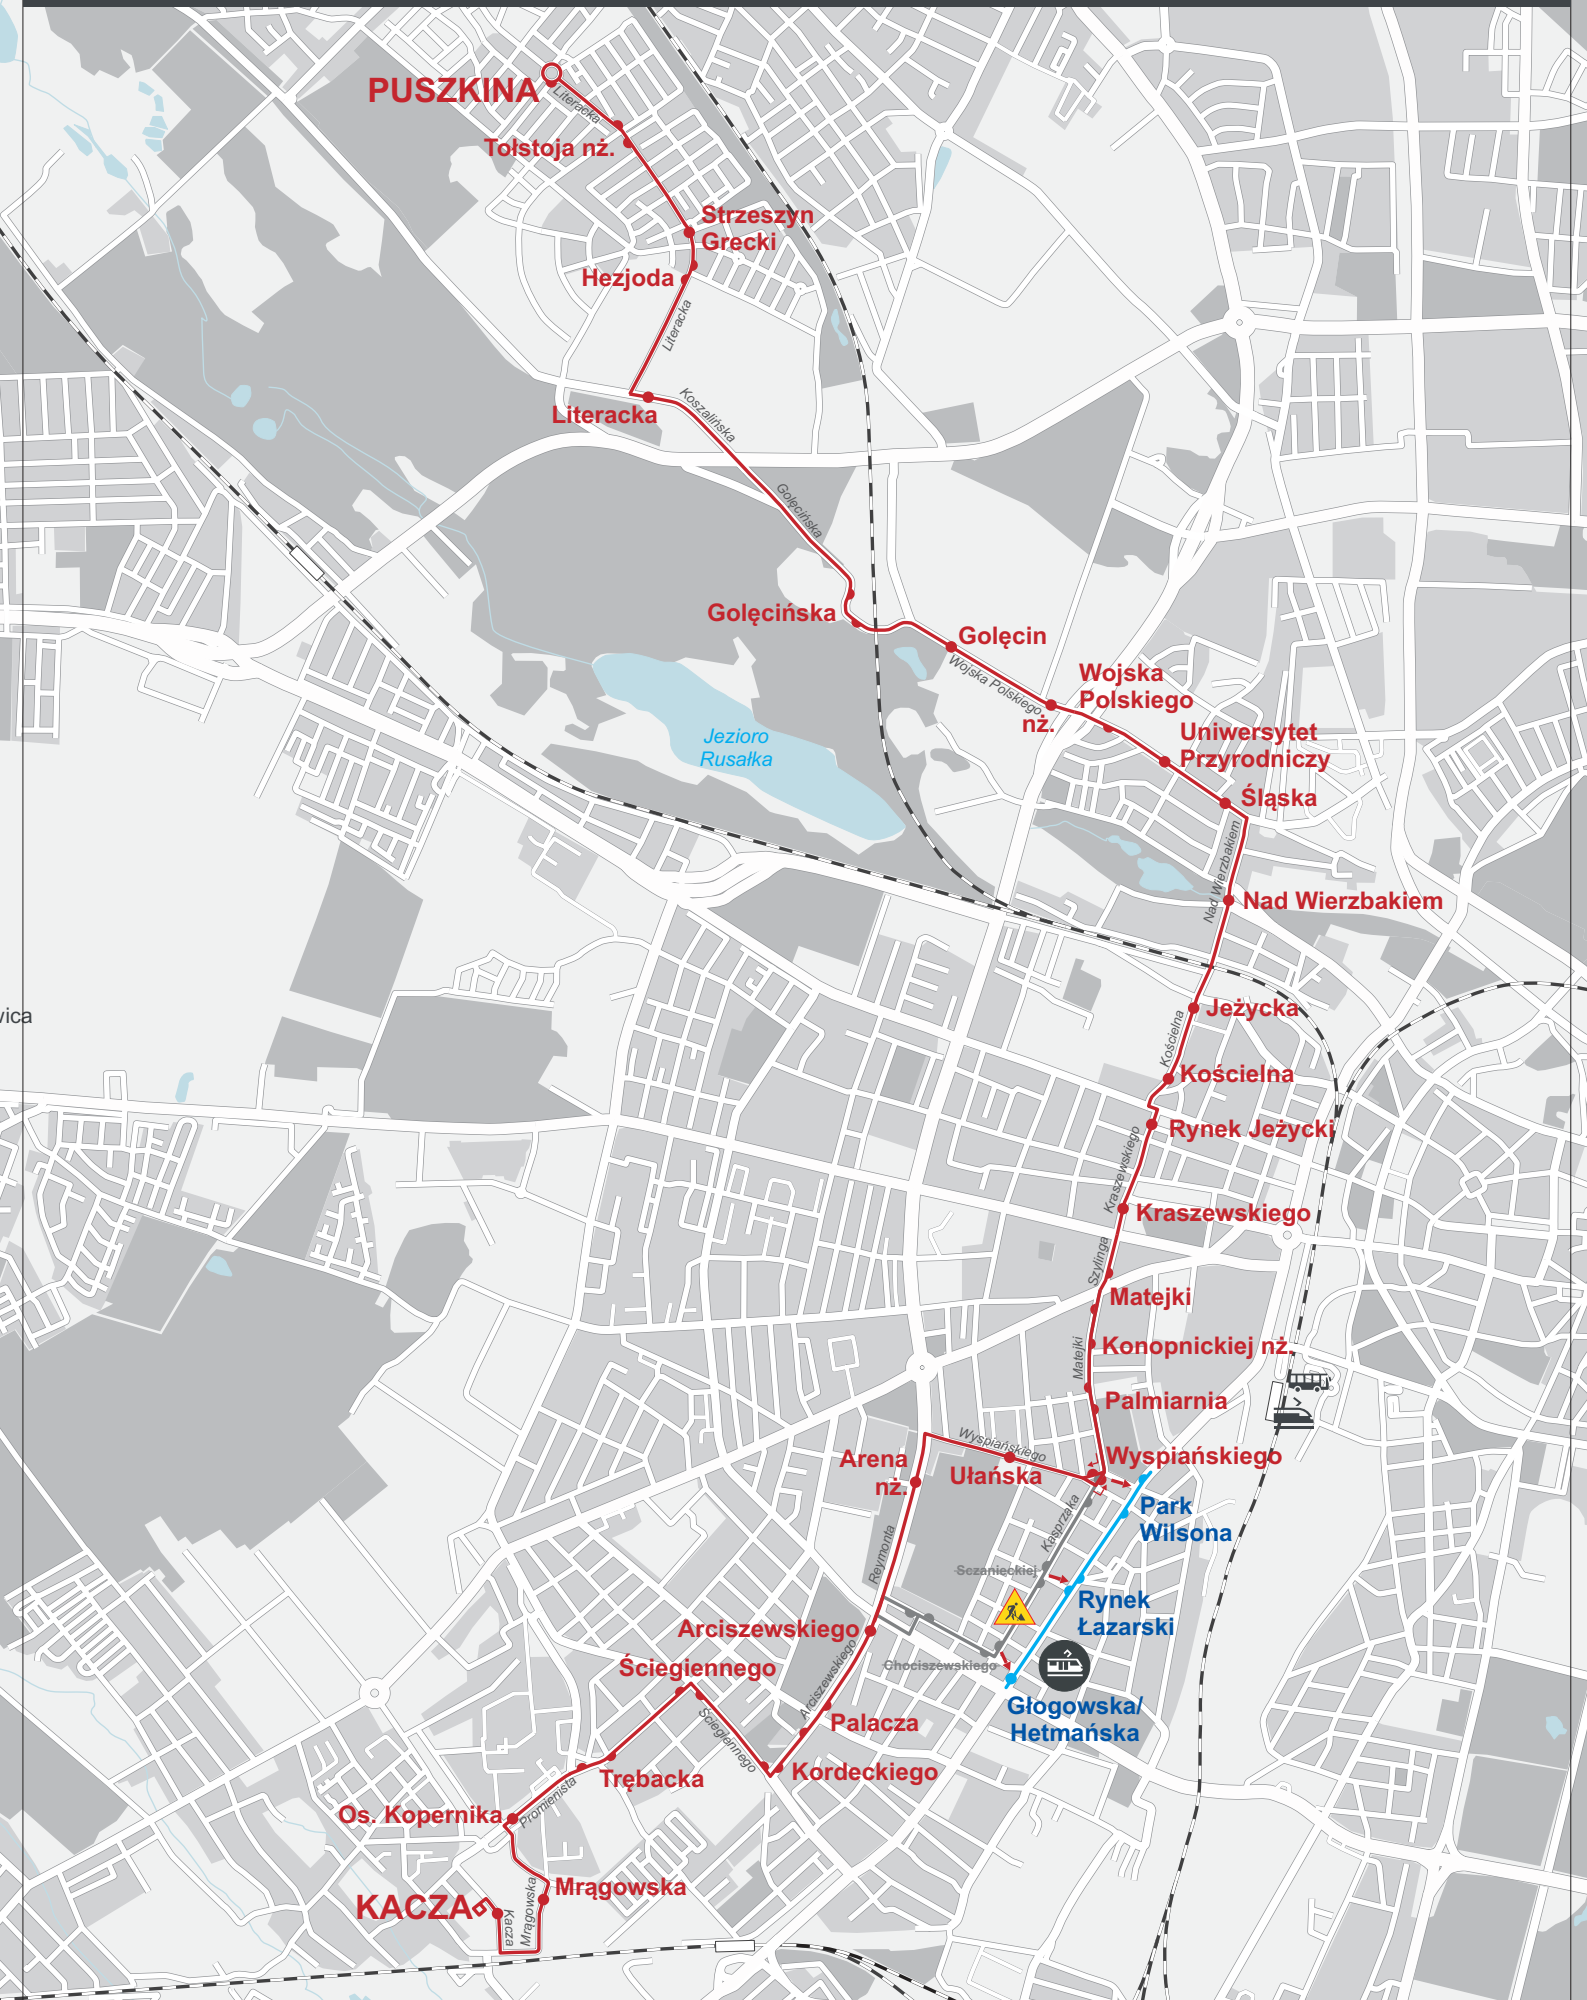 PUSZKINA
Literacka
Tołstoja nż.
Strzeszyn
Grecki
Hezjoda
Literacka
Literacka
Koszalińska
Golęcińska
Golęcińska
Golęcin
Wojska Polskiego
Wojska
Polskiego
nż.
Uniwersytet
Przyrodniczy
Jezioro
Rusałka
Śląska
Nad Wierzbakiem
Nad Wierzbakiem
wica
Jeżycka
Kościelna
Kościelna
Rynek Jeżycki
Kraszewskiego
Kraszewskiego
Szylinga
Matejki
Konopnickiej nż.
Matejki
Palmiarnia
Wyspiańskiego
Wyspiańskiego
Arena
nż.
Ułańska
Park
Wilsona
Kasprzaka
Reymonta
Sczanieckiej
Rynek
Łazarski
Arciszewskiego
Chociszewskiego
Ściegiennego
Arciszewskiego
Głogowska/
Hetmańska
Ściegiennego
Palacza
Kordeckiego
Trębacka
Promienista
Os. Kopernika
Mrągowska
KACZA
Kacza
Mrągowska